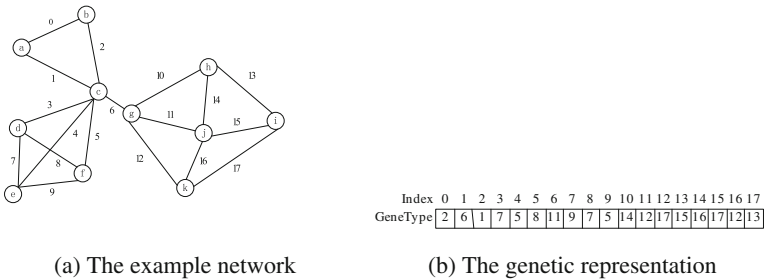 0
b
a
2
1
c
3
6
4
5
d
7
8
f
e
9
10
h
13
g
11
14
15
i
j
12
16
17
k
Index 0 1 2 3 4 5 6 7 8 9 10 11 12 13 14 15 16 17
GeneType 2 6 1 7 5 8 11 9 7 5 14 12 17 15 16 17 12 13
(a) The example network
(b) The genetic representation